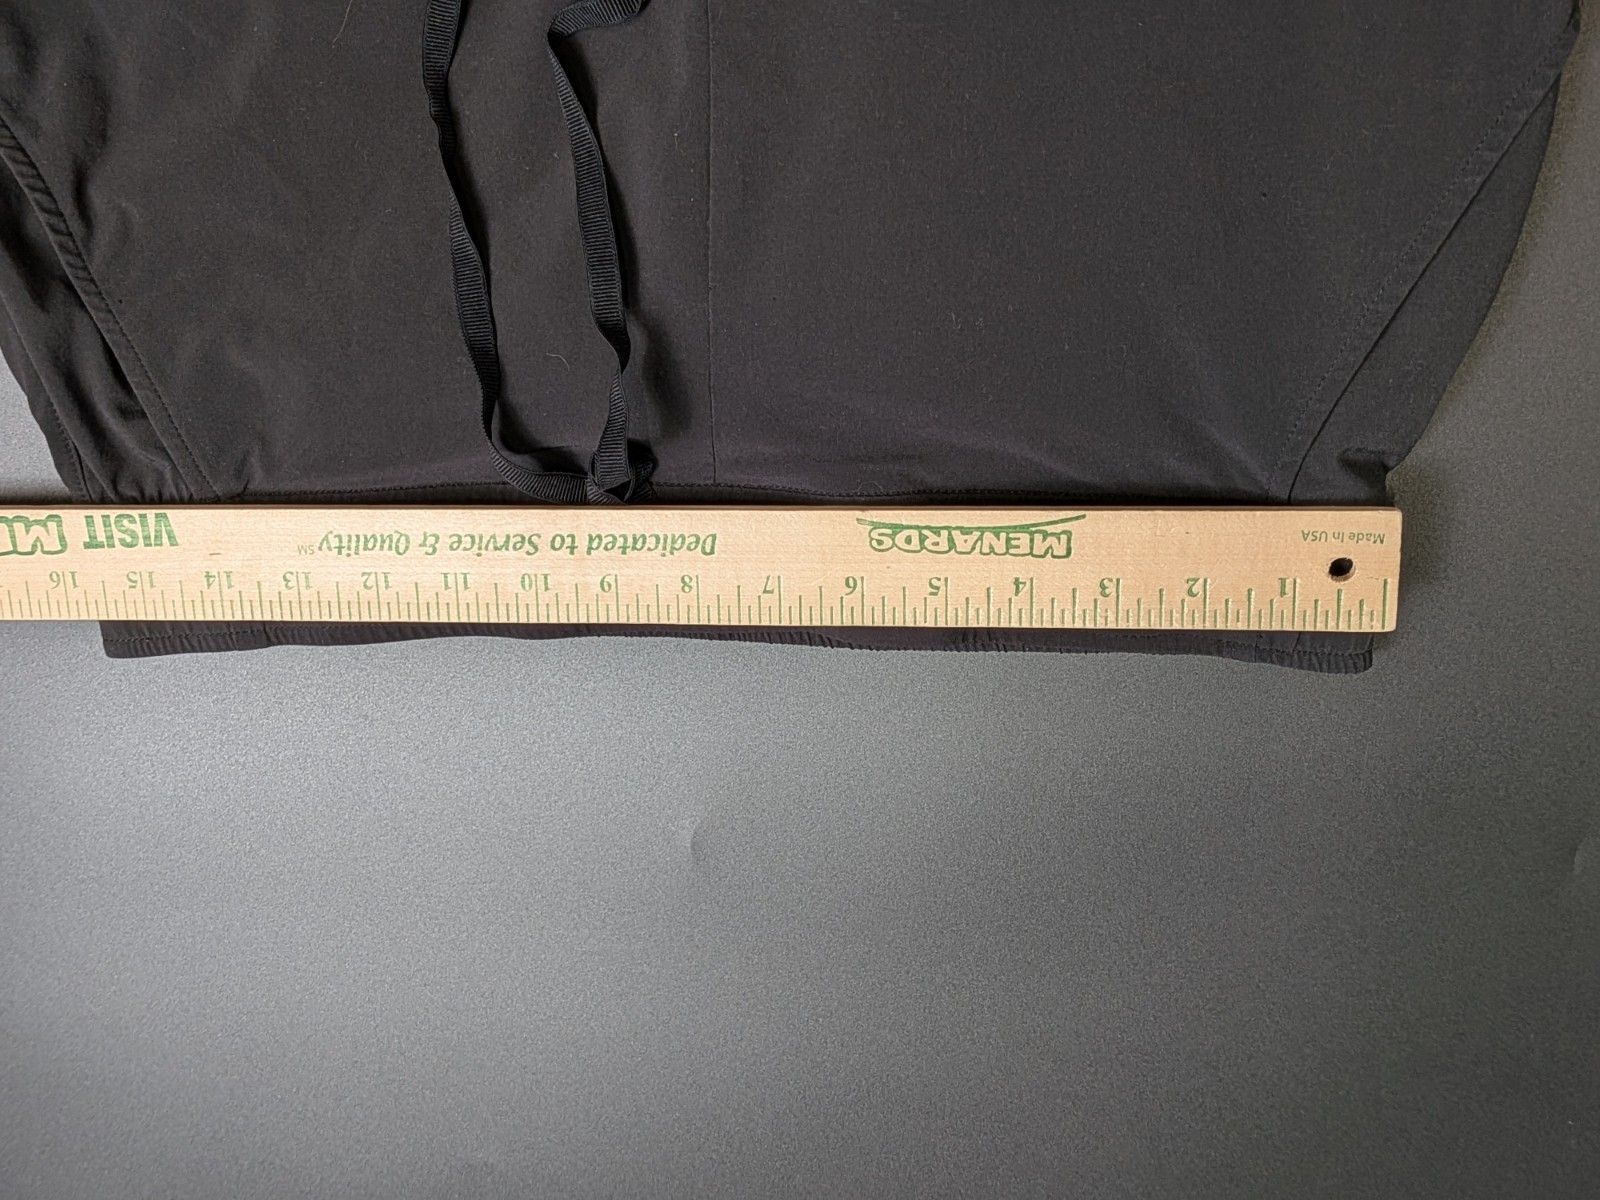 Made In USA
MENARDS
Dedicated to Service & Quality SM
VISIT M
1 2 3 4 5 6 7 8 9 10 11 12 13 14 15 16